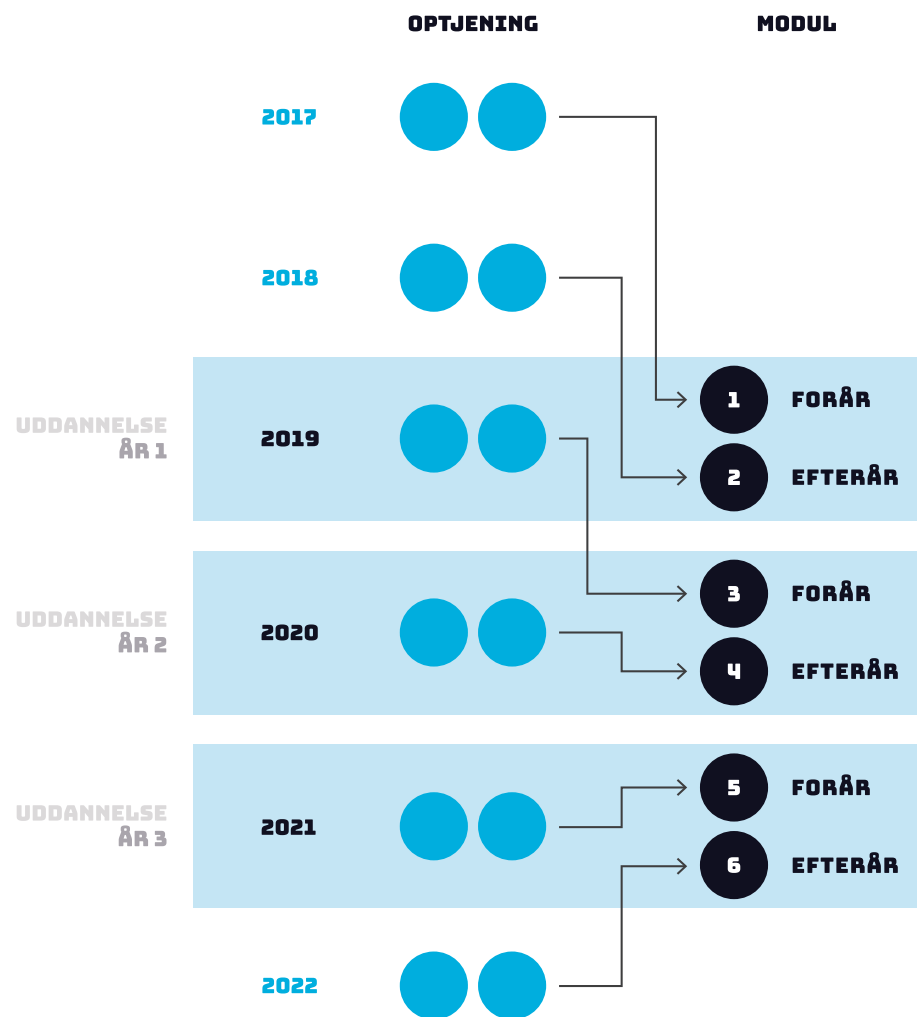 OPTJENING MODUL
2017
2018
1 FORÅR
UDDANNELSE
ÅR 1
2019
2 EFTERÅR
3 FORÅR
UDDANNELSE
ÅR 2
2020
4 EFTERÅR
5 FORÅR
UDDANNELSE
ÅR 3
2021
6 EFTERÅR
2022